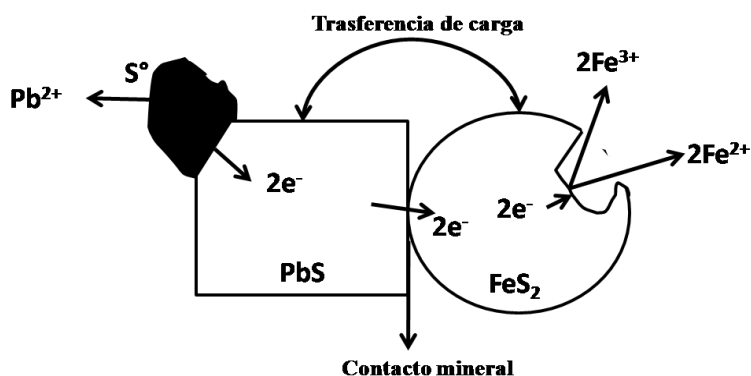 Trasferencia de carga
2Fe³⁺
S°
Pb²⁺
2Fe²⁺
2e⁻
2e⁻
2e⁻
PbS
FeS₂
Contacto mineral